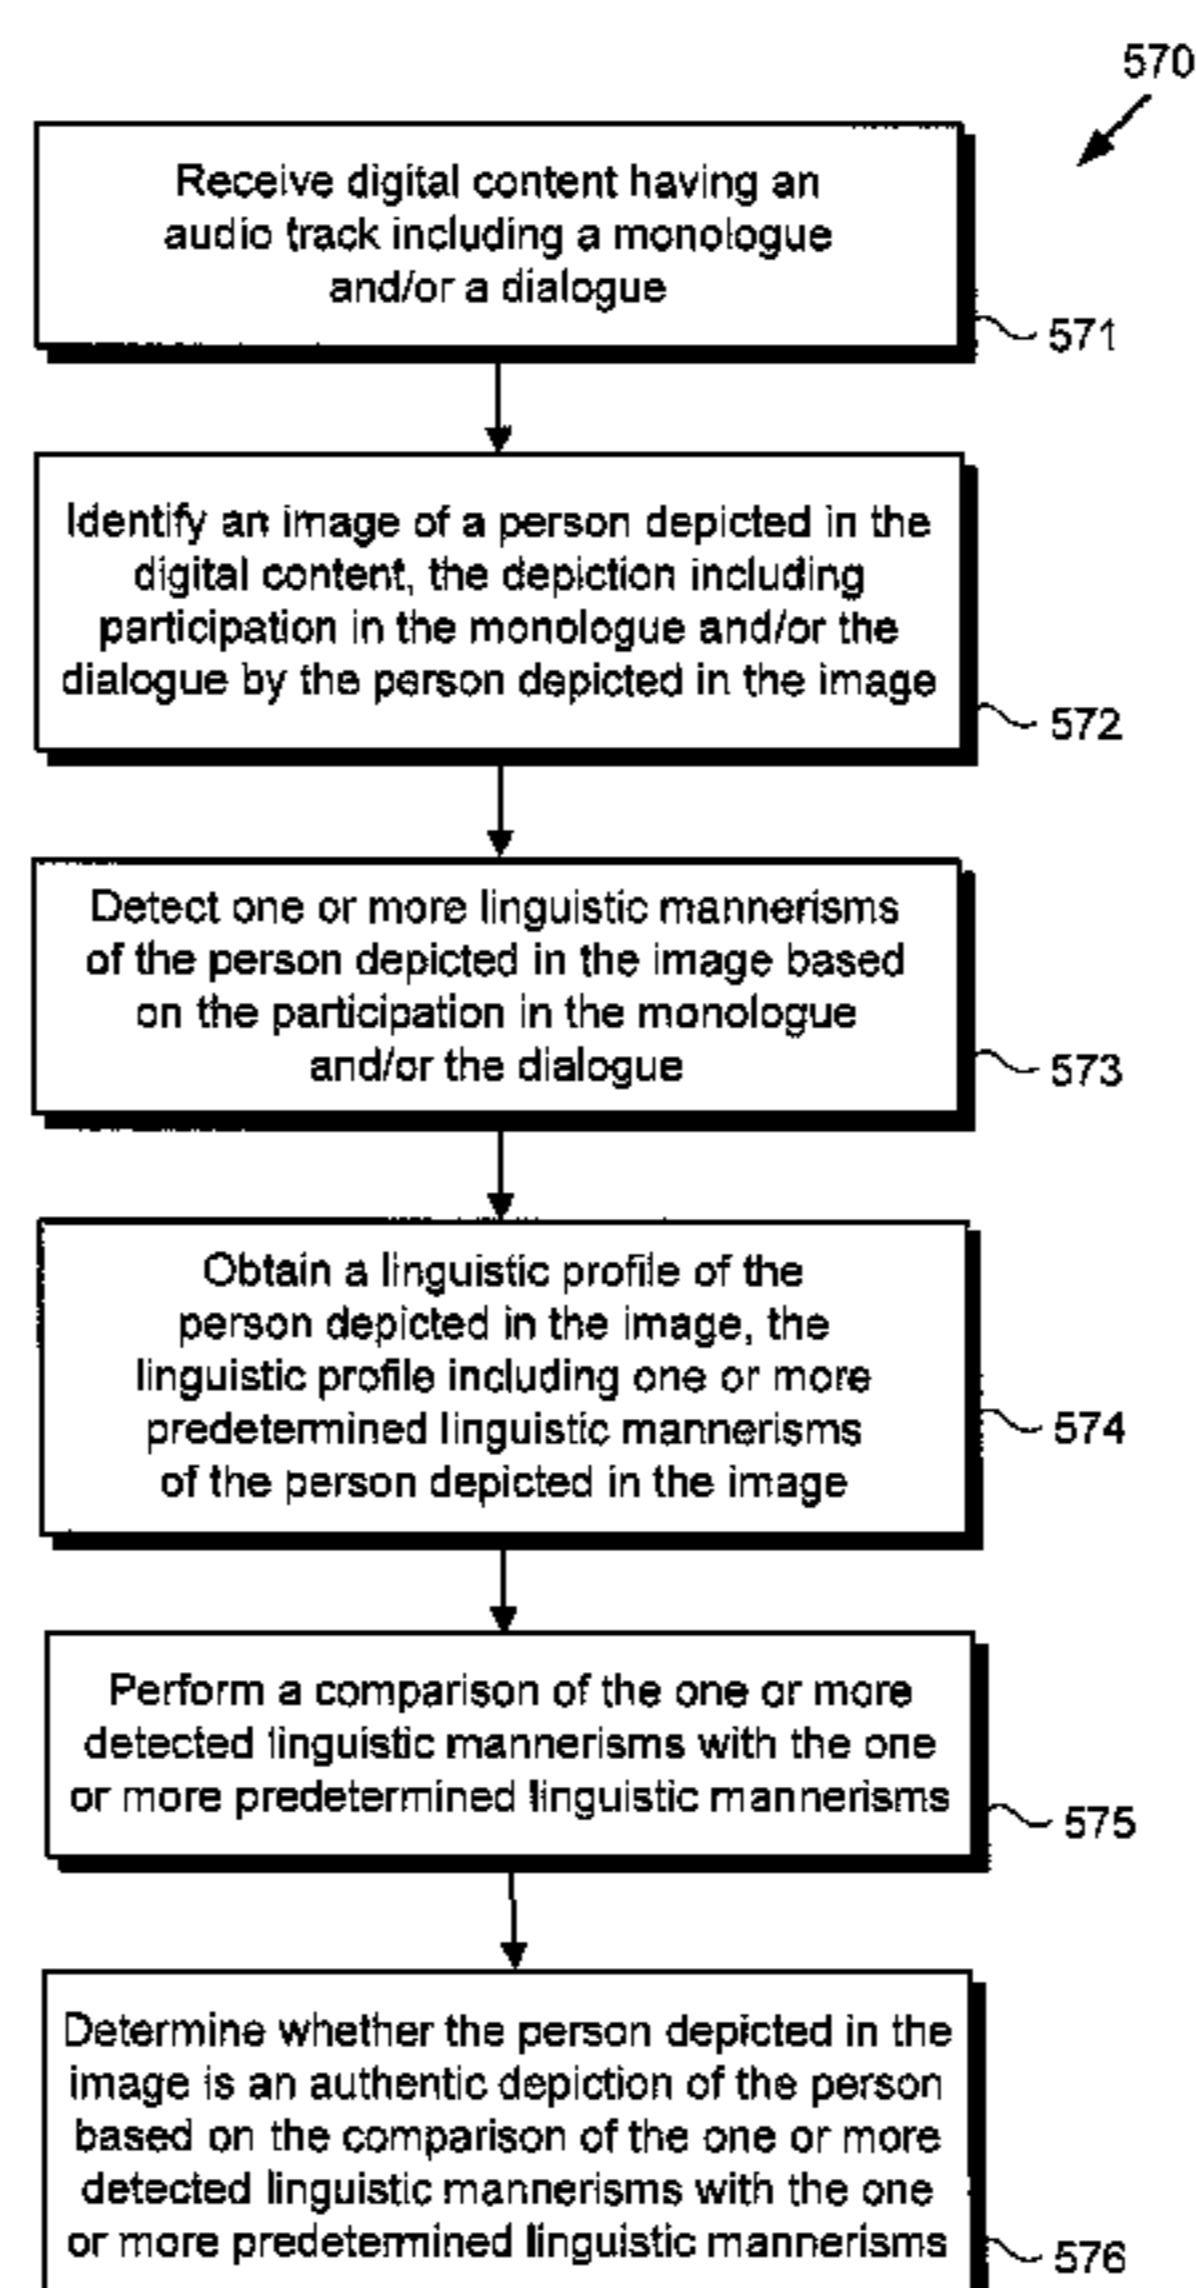 570
Receive digital content having an
audio track including a monologue
and/or a dialogue
571
Identify an image of a person depicted in the
digital content, the depiction including
participation in the monologue and/or the
dialogue by the person depicted in the image
572
Detect one or more linguistic mannerisms
of the person depicted in the image based
on the participation in the monologue
and/or the dialogue
573
Obtain a linguistic profile of the
person depicted in the image, the
linguistic profile including one or more
predetermined linguistic mannerisms
of the person depicted in the image
574
Perform a comparison of the one or more
detected linguistic mannerisms with the one
or more predetermined linguistic mannerisms
575
Determine whether the person depicted in the
image is an authentic depiction of the person
based on the comparison of the one or more
detected linguistic mannerisms with the one
or more predetermined linguistic mannerisms
576